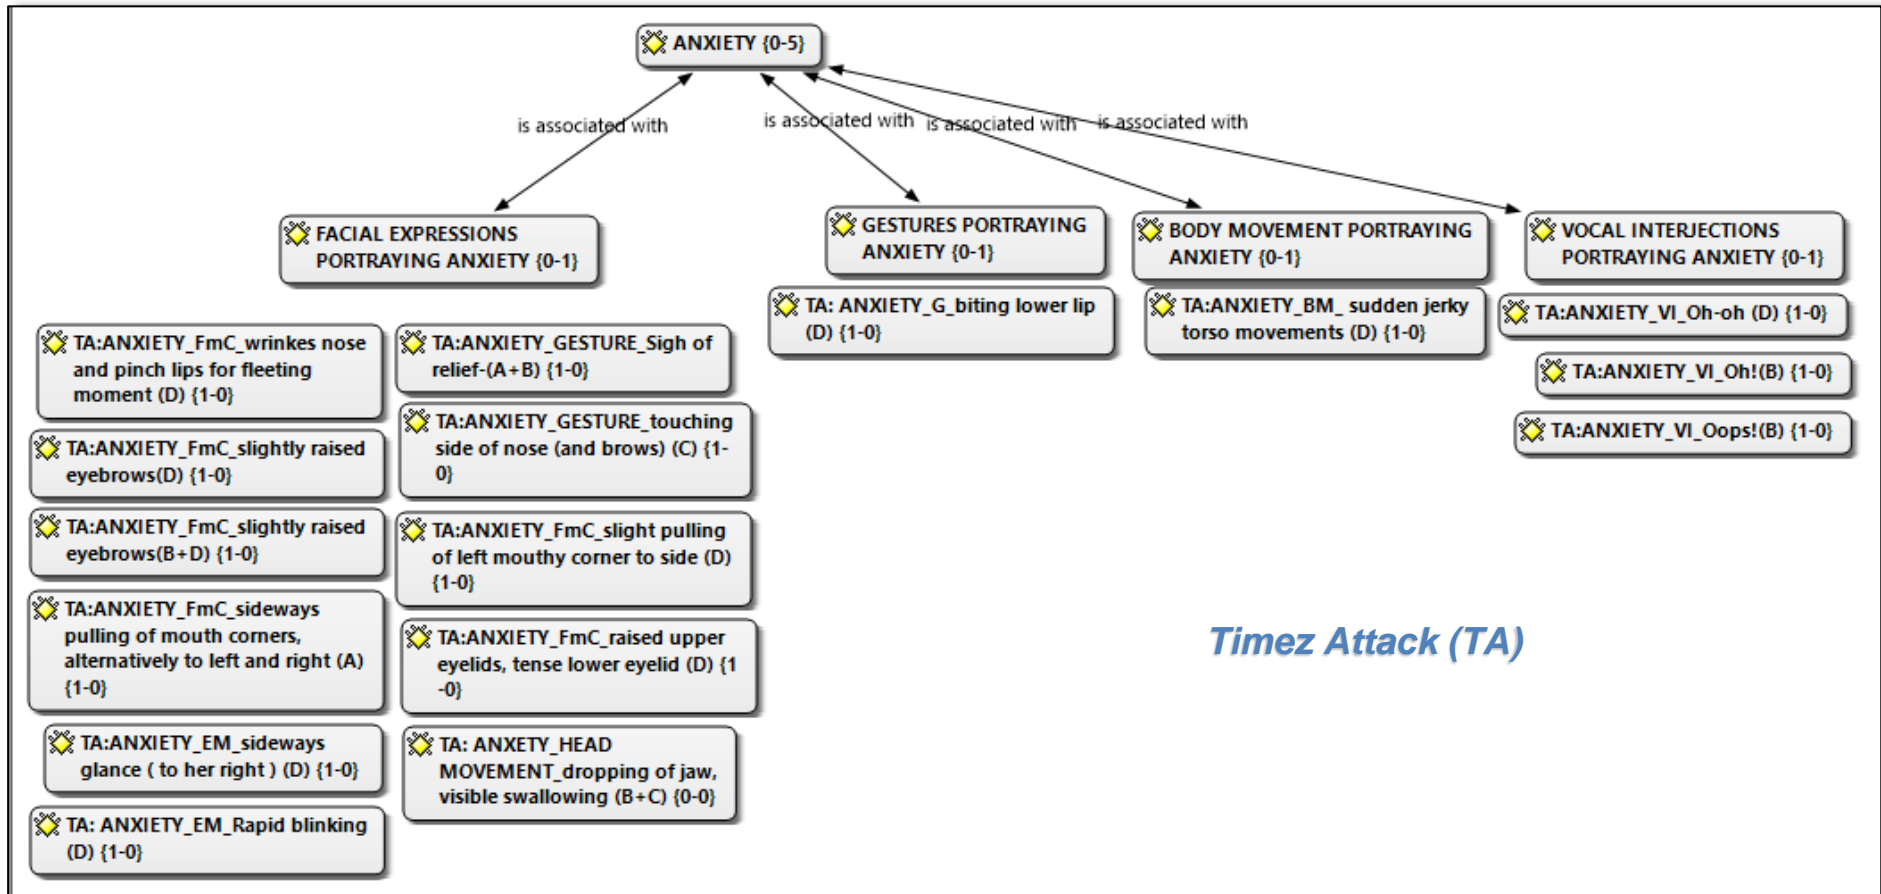 ANXIETY {0-5}
is associated with
is associated with
is associated with
is associated with
FACIAL EXPRESSIONS
PORTRAYING ANXIETY {0-1}
GESTURES PORTRAYING
ANXIETY {0-1}
BODY MOVEMENT PORTRAYING
ANXIETY {0-1}
VOCAL INTERJECTIONS
PORTRAYING ANXIETY {0-1}
TA:ANXIETY_FmC_wrinkes nose
and pinch lips for fleeting
moment (D) {1-0}
TA:ANXIETY_FmC_slightly raised
eyebrows(D) {1-0}
TA:ANXIETY_FmC_slightly raised
eyebrows(B+D) {1-0}
TA:ANXIETY_FmC_sideways
pulling of mouth corners,
alternatively to left and right (A)
{1-0}
TA:ANXIETY_EM_sideways
glance ( to her right ) (D) {1-0}
TA: ANXIETY_EM_Rapid blinking
(D) {1-0}
TA:ANXIETY_GESTURE_Sigh of
relief-(A+B) {1-0}
TA:ANXIETY_GESTURE_touching
side of nose (and brows) (C) {1-
0}
TA:ANXIETY_FmC_slight pulling
of left mouthy corner to side (D)
{1-0}
TA:ANXIETY_FmC_raised upper
eyelids, tense lower eyelid (D) {1
-0}
TA: ANXETY_HEAD
MOVEMENT_dropping of jaw,
visible swallowing (B+C) {0-0}
TA: ANXIETY_G_biting lower lip
(D) {1-0}
TA:ANXIETY_BM_ sudden jerky
torso movements (D) {1-0}
TA:ANXIETY_VI_Oh-oh (D) {1-0}
TA:ANXIETY_VI_Oh!(B) {1-0}
TA:ANXIETY_VI_Oops!(B) {1-0}
Timez Attack (TA)